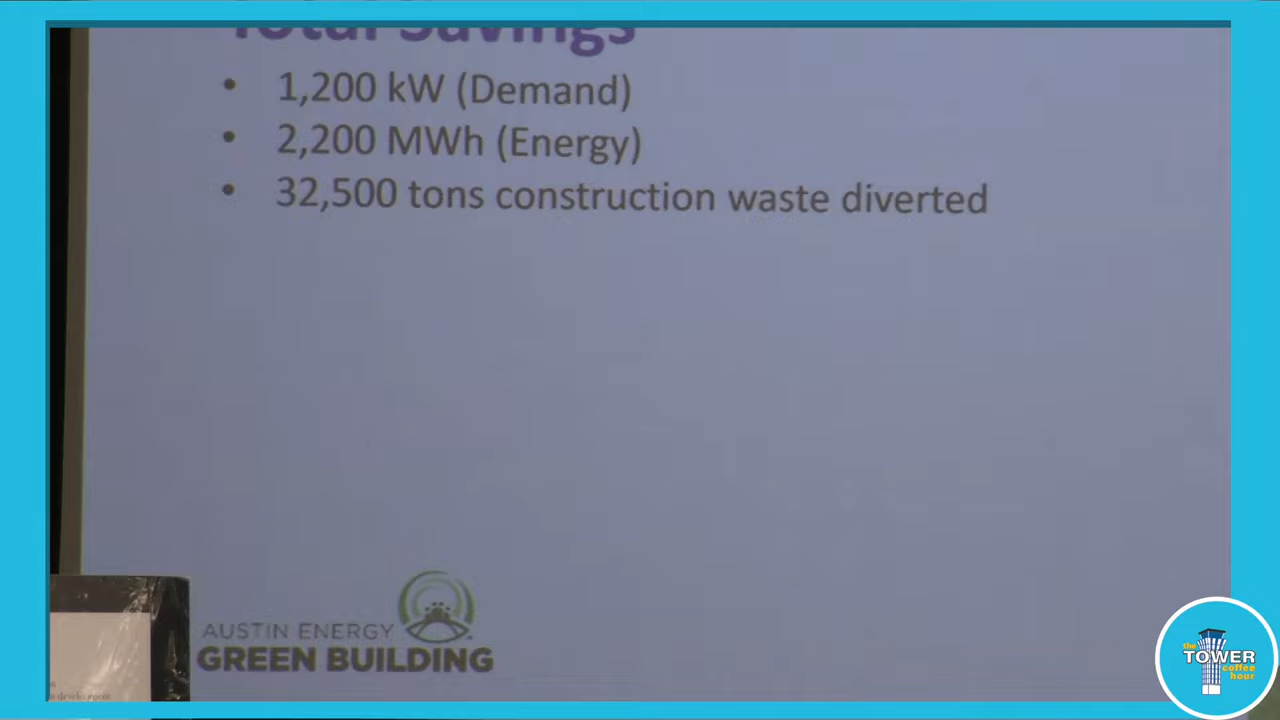 Total Savings
• 1,200 kW (Demand)
• 2,200 MWh (Energy)
• 32,500 tons construction waste diverted
AUSTIN ENERGY
GREEN BUILDING
development
the
TOWER
coffee
hour